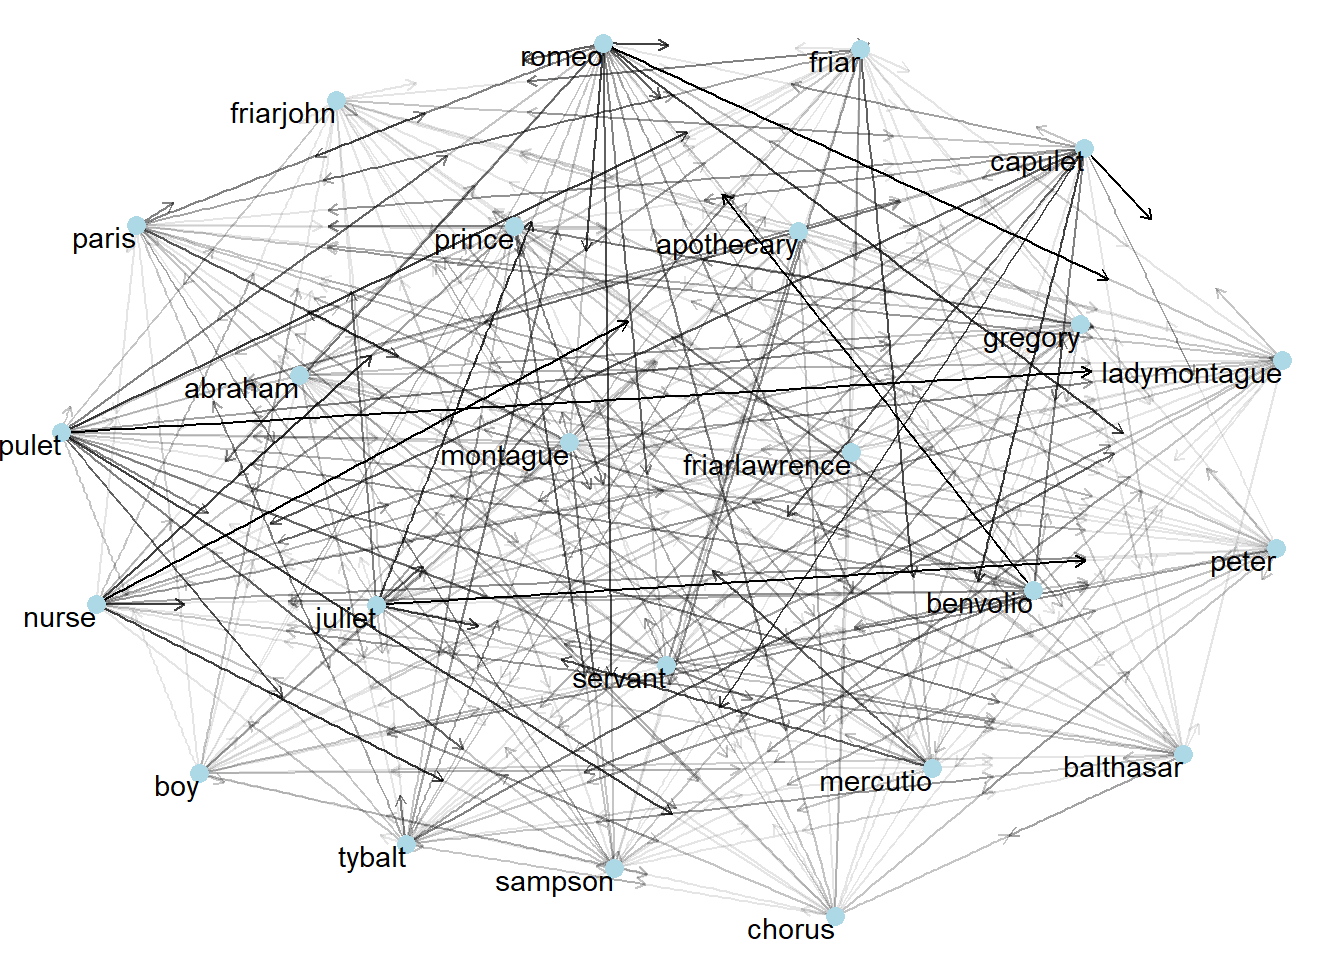 romeo
friar
friarjohn
capulet
paris
prince
apothecary
gregory
ladymontague
abraham
pulet
montague
friarlawrence
peter
benvolio
nurse
juliet
servant
balthasar
mercutio
boy
tybalt
sampson
chorus